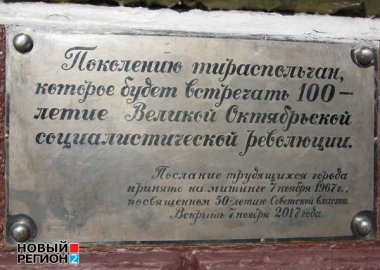 Поколению тираспольчан,
которое будет встречать 100-
летие Великой Октябрьской
социалистической революции.
Послание трудящихся города
принято на митинге 7 ноября 1967г.,
посвященном 50-летию Советской Власти.
Вскрыть 7 ноября 2017 года.
НОВЫЙ
РЕГИОН 2